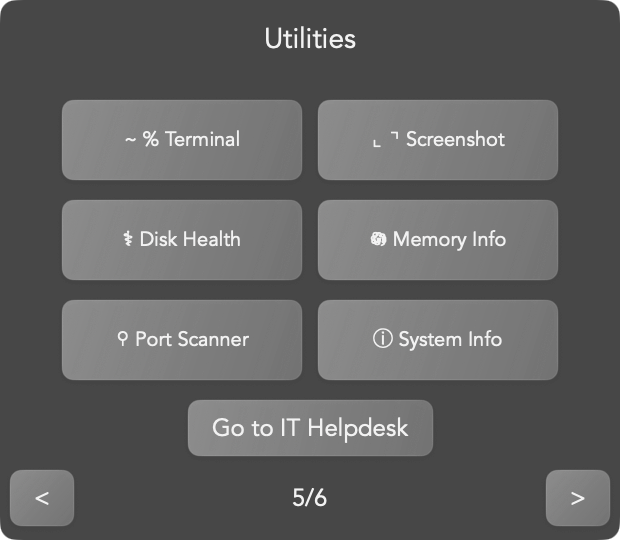 Utilities
~ % Terminal
⌞ ⌝ Screenshot
⚕ Disk Health
Memory Info
⚲ Port Scanner
ⓘ System Info
Go to IT Helpdesk
< 5/6 >